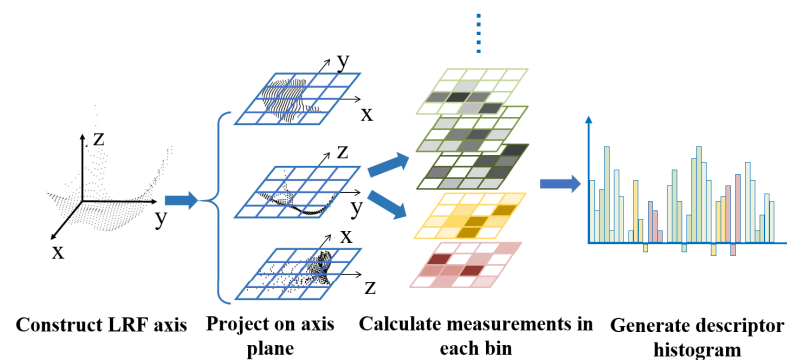 z
y
x
y
x
z
y
x
z
Construct LRF axis
Project on axis
plane
Calculate measurements in
each bin
Generate descriptor
histogram